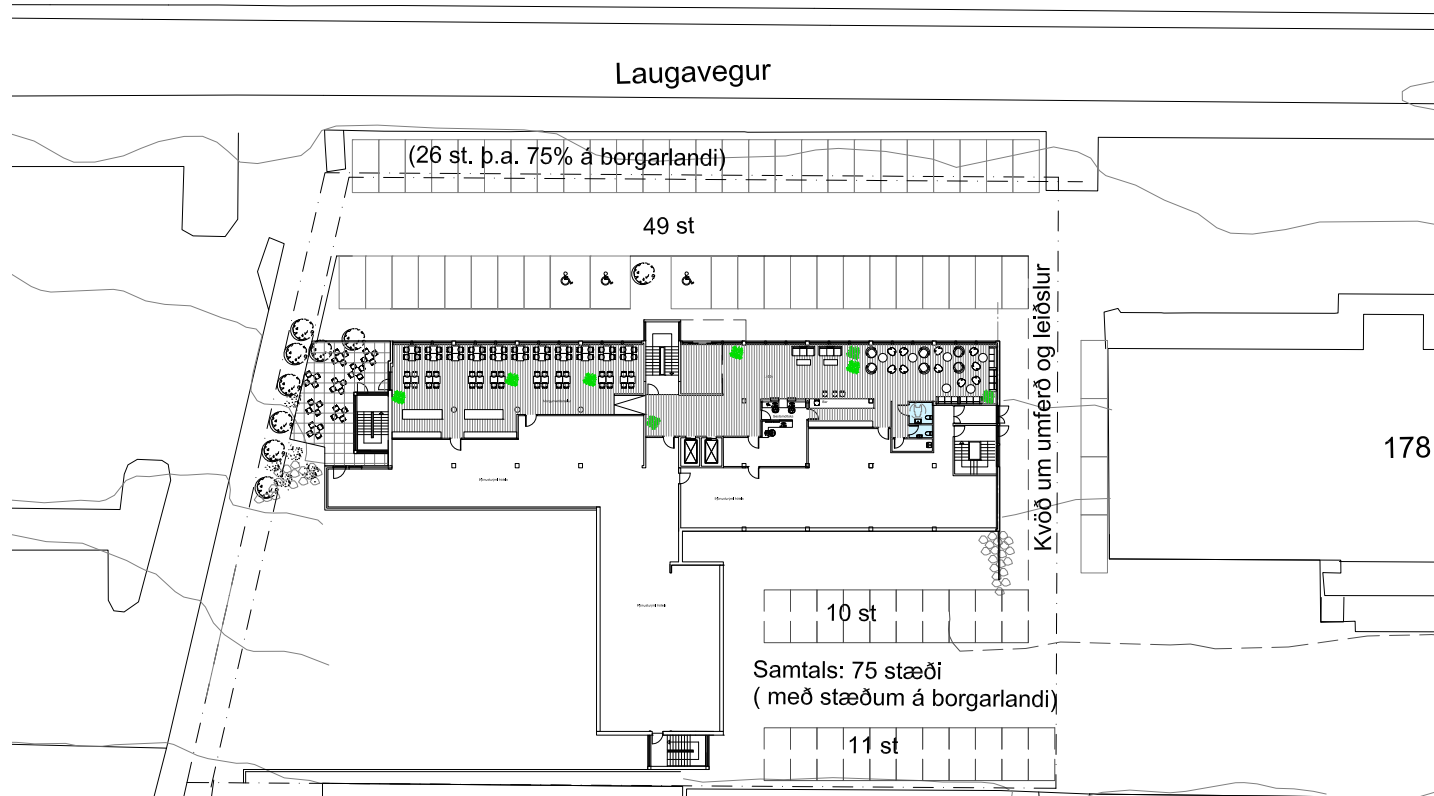 Laugavegur
(26 st. þ.a. 75% á borgarlandi)
49 st
Kvöð um umferð og leiðslur
178
10 st
Samtals: 75 stæði
( með stæðum á borgarlandi)
11 st